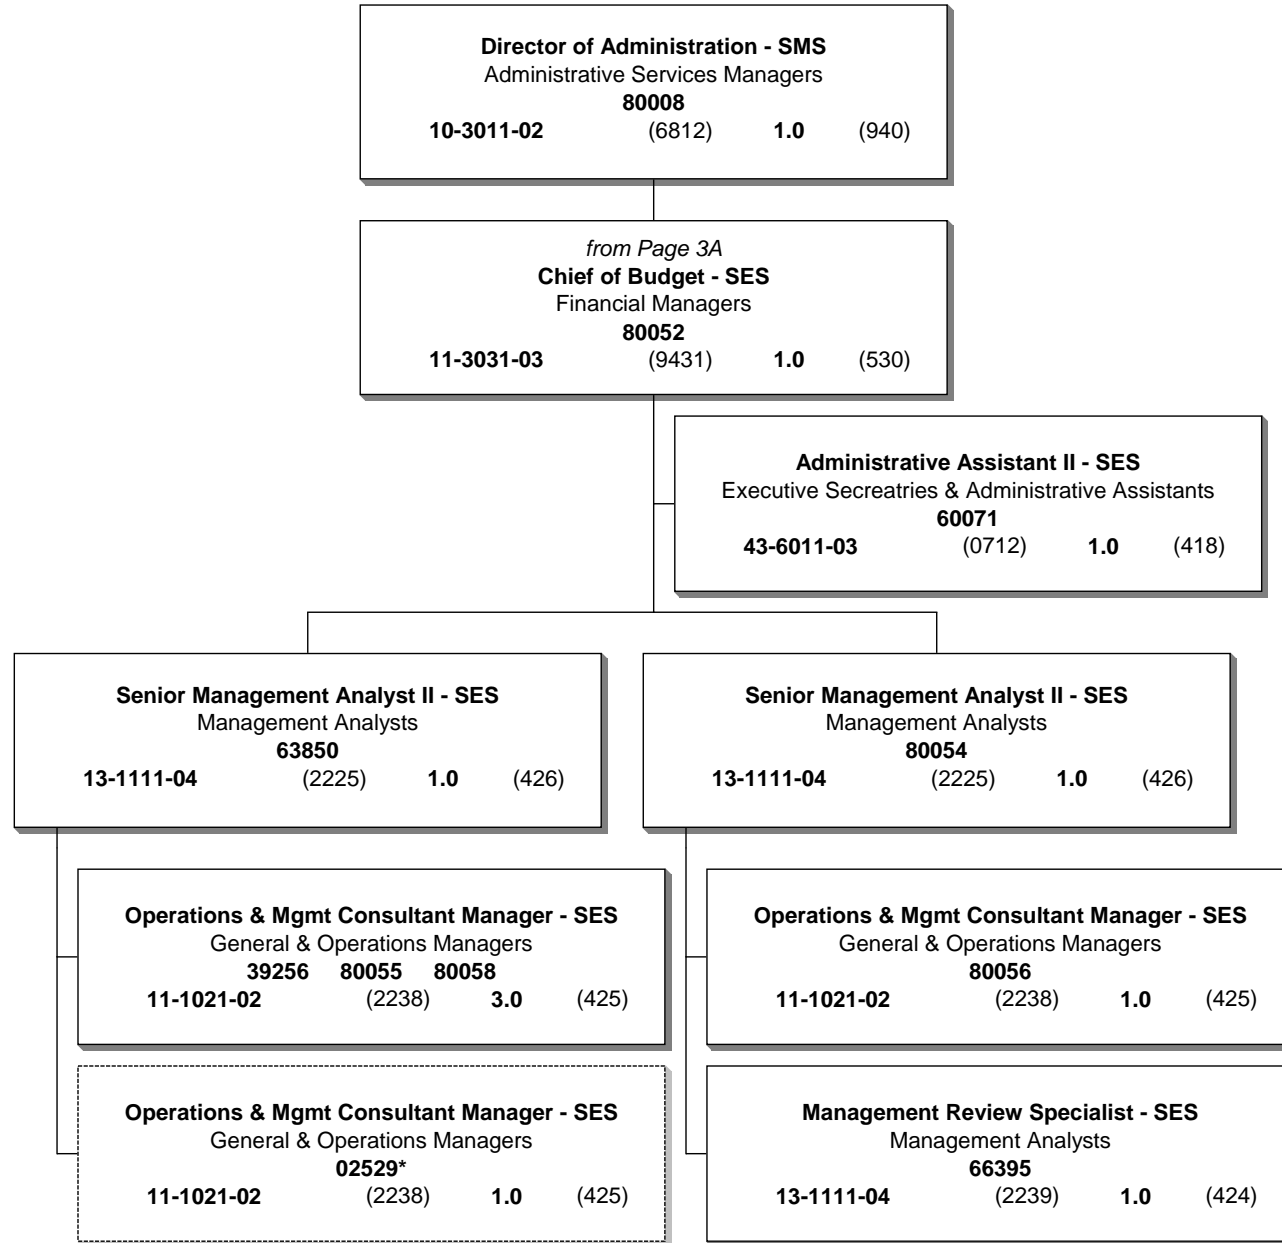 Director of Administration - SMS
Administrative Services Managers
80008
10-3011-02 (6812) 1.0 (940)
from Page 3A
Chief of Budget - SES
Financial Managers
80052
11-3031-03 (9431) 1.0 (530)
Administrative Assistant II - SES
Executive Secreatries & Administrative Assistants
60071
43-6011-03 (0712) 1.0 (418)
Senior Management Analyst II - SES
Management Analysts
63850
13-1111-04 (2225) 1.0 (426)
Senior Management Analyst II - SES
Management Analysts
80054
13-1111-04 (2225) 1.0 (426)
Operations & Mgmt Consultant Manager - SES
General & Operations Managers
39256 80055 80058
11-1021-02 (2238) 3.0 (425)
Operations & Mgmt Consultant Manager - SES
General & Operations Managers
80056
11-1021-02 (2238) 1.0 (425)
Operations & Mgmt Consultant Manager - SES
General & Operations Managers
02529*
11-1021-02 (2238) 1.0 (425)
Management Review Specialist - SES
Management Analysts
66395
13-1111-04 (2239) 1.0 (424)